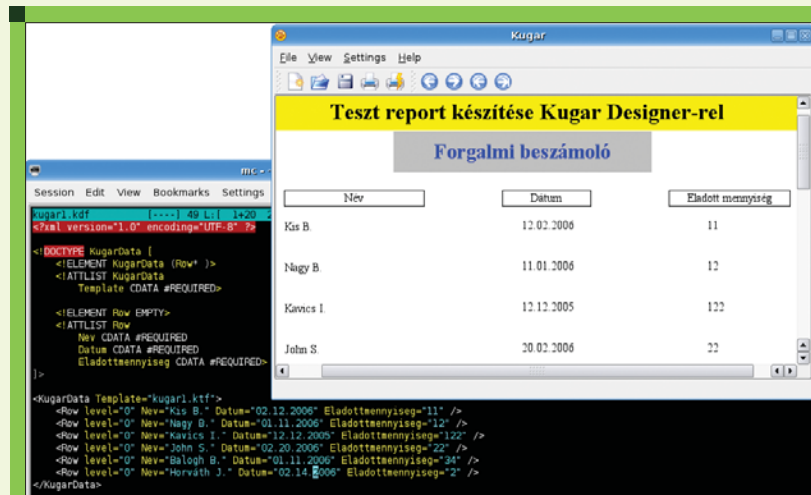 Kugar
File View Settings Help
Teszt report készítése Kugar Designer-rel
Forgalmi beszámoló
Név Dátum Eladott mennyiség
Kis B. 12.02.2006 11
Nagy B. 11.01.2006 12
Kavics I. 12.12.2005 122
John S. 20.02.2006 22
mc -
Session Edit View Bookmarks Settings
kugar1.kdf [----] 49 L:[ 1+20
<?xml version="1.0" encoding="UTF-8" ?>
<!DOCTYPE KugarData [
<!ELEMENT KugarData (Row* )>
<!ATTLIST KugarData
Template CDATA #REQUIRED>
<!ELEMENT Row EMPTY>
<!ATTLIST Row
Nev CDATA #REQUIRED
Datum CDATA #REQUIRED
Eladottmennyiseg CDATA #REQUIRED>
]>
<KugarData Template="kugar1.ktf">
<Row level="0" Nev="Kis B." Datum="02.12.2006" Eladottmennyiseg="11" />
<Row level="0" Nev="Nagy B." Datum="01.11.2006" Eladottmennyiseg="12" />
<Row level="0" Nev="Kavics I." Datum="12.12.2005" Eladottmennyiseg="122" />
<Row level="0" Nev="John S." Datum="02.20.2006" Eladottmennyiseg="22" />
<Row level="0" Nev="Balogh B." Datum="01.11.2006" Eladottmennyiseg="34" />
<Row level="0" Nev="Horváth J." Datum="02.14.2006" Eladottmennyiseg="2" />
</KugarData>